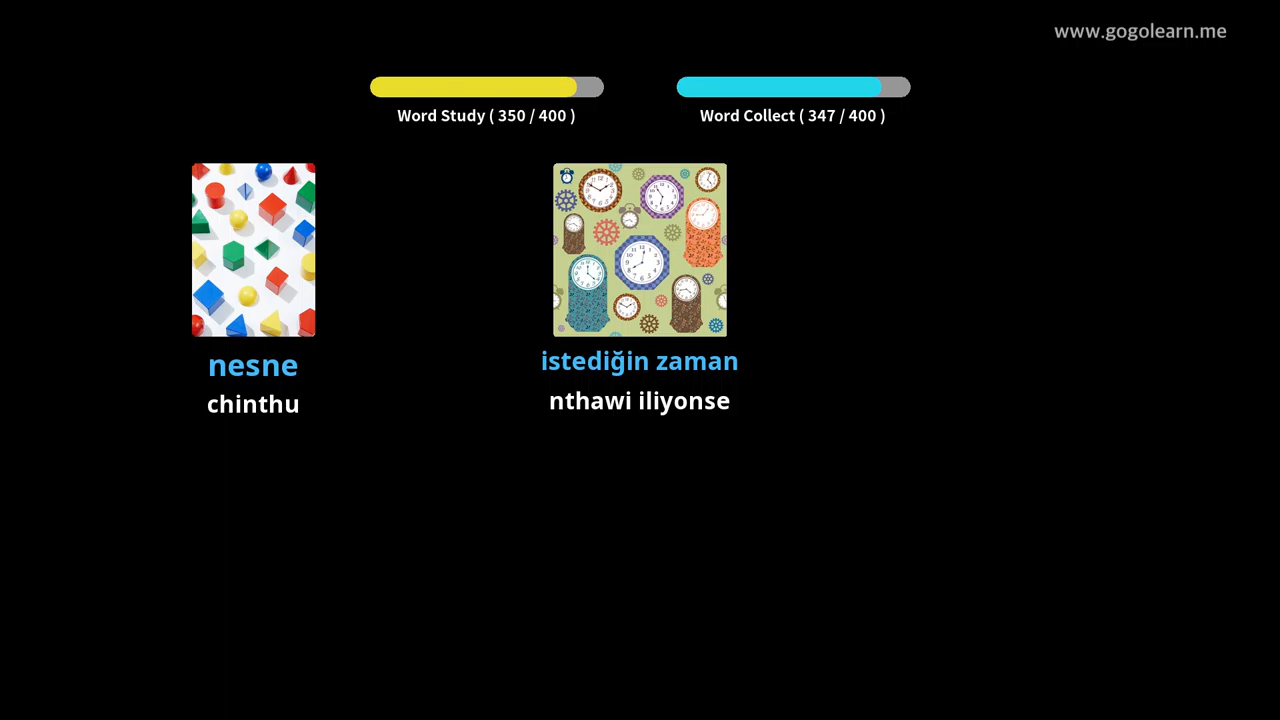 www.gogolearn.me
Word Study ( 350 / 400 )
Word Collect ( 347 / 400 )
nesne
chinthu
istediğin zaman
nthawi iliyonse